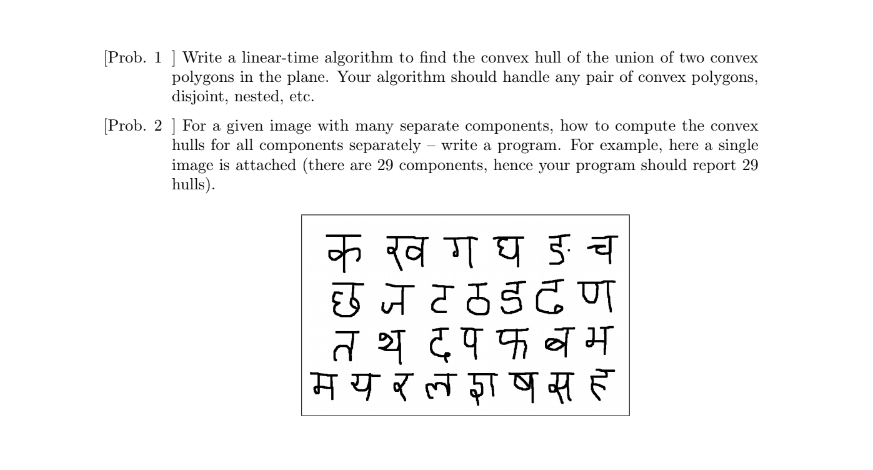 [Prob. 1 ] Write a linear-time algorithm to find the convex hull of the union of two convex
polygons in the plane. Your algorithm should handle any pair of convex polygons,
disjoint, nested, etc.
[Prob. 2 ] For a given image with many separate components, how to compute the convex
hulls for all components separately – write a program. For example, here a single
image is attached (there are 29 components, hence your program should report 29
hulls).
क ख ग घ ङ च
छ ज ट ठ ड ढ ण
त थ द प फ ब भ
म य र ल ज्ञ ष स ह